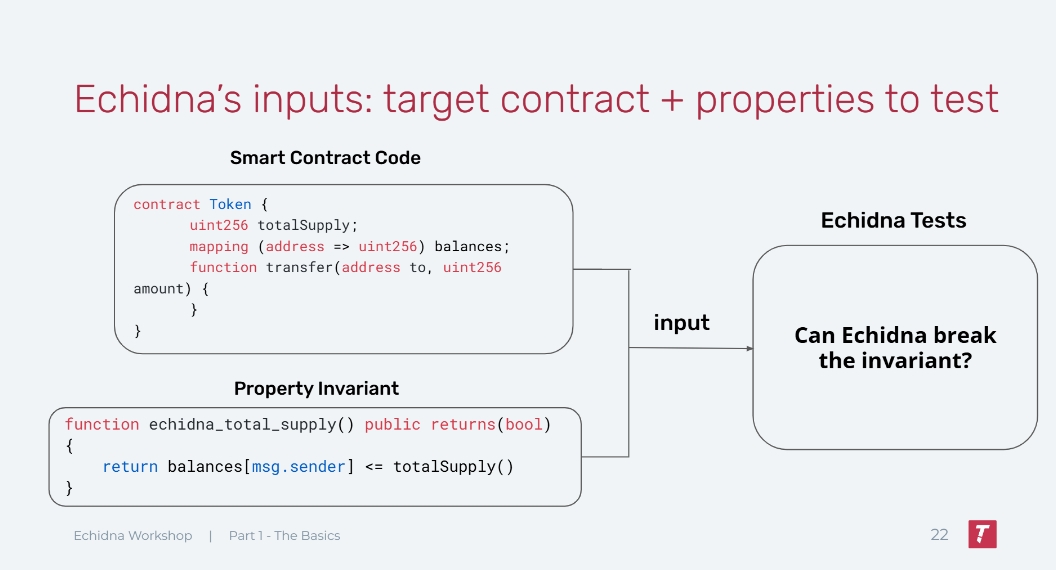 Echidna's inputs: target contract + properties to test
Smart Contract Code
contract Token {
uint256 totalSupply;
mapping (address => uint256) balances;
function transfer(address to, uint256
amount) {
}
}
Property Invariant
function echidna_total_supply() public returns(bool)
{
return balances[msg.sender] <= totalSupply()
}
input
Echidna Tests
Can Echidna break
the invariant?
Echidna Workshop | Part 1 - The Basics
22